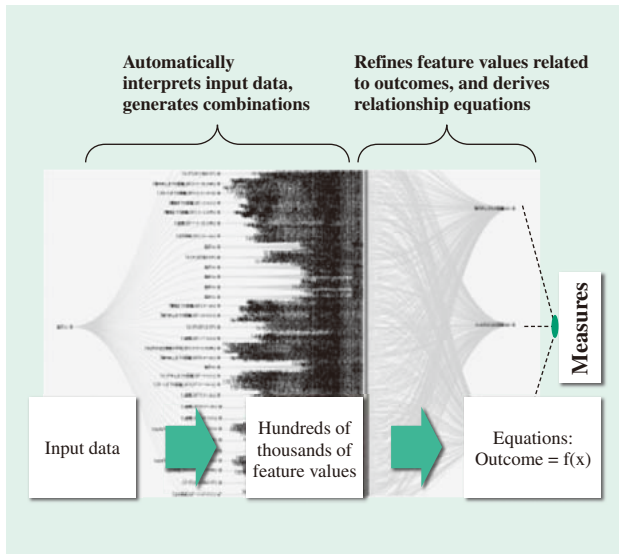 Automatically
interprets input data,
generates combinations
Refines feature values related
to outcomes, and derives
relationship equations
Measures
Input data
Hundreds of
thousands of
feature values
Equations:
Outcome = f(x)